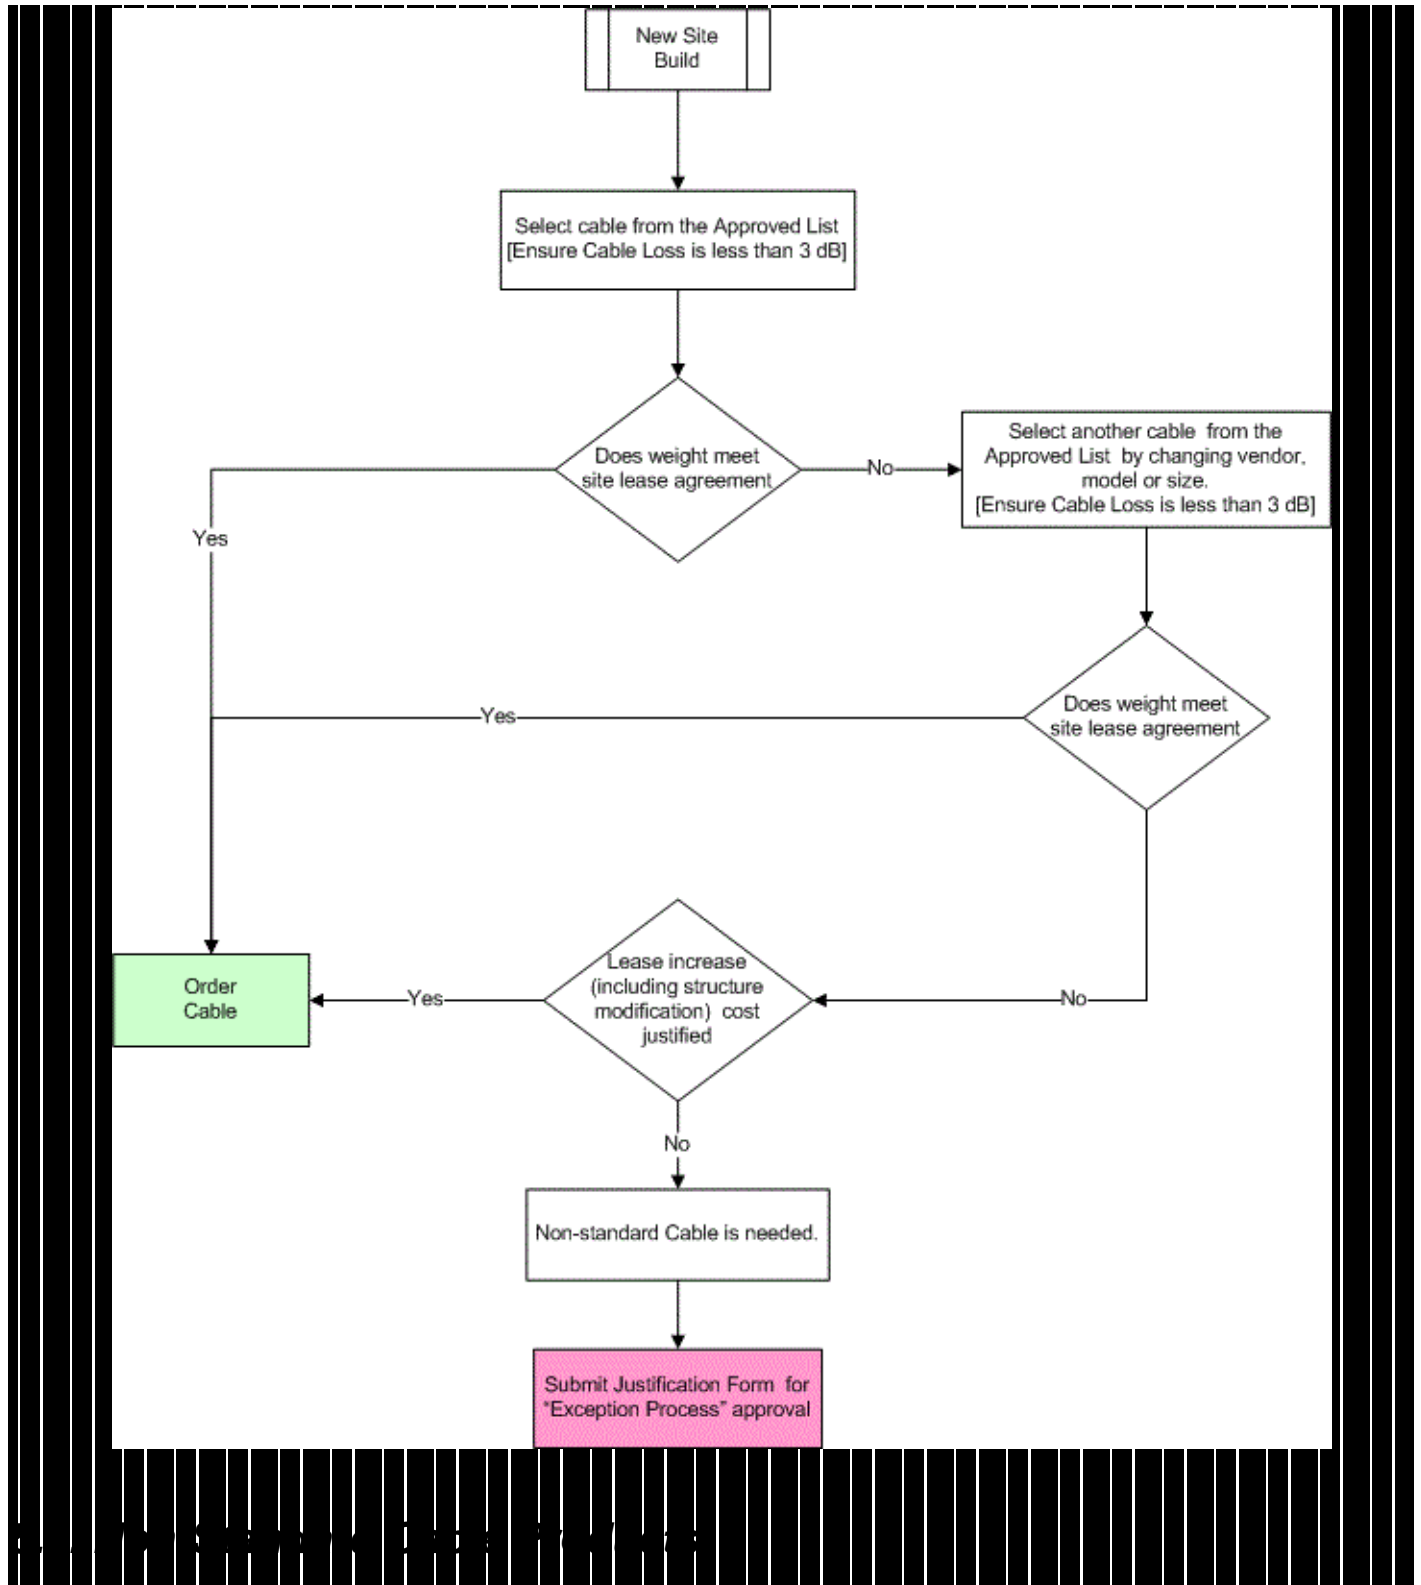 New Site
Build
Select cable from the Approved List
[Ensure Cable Loss is less than 3 dB]
Does weight meet
site lease agreement
No
Select another cable from the
Approved List by changing vendor,
model or size.
[Ensure Cable Loss is less than 3 dB]
Yes
Does weight meet
site lease agreement
Yes
Lease increase
(including structure
modification) cost
justified
Order
Cable
Yes
No
No
Non-standard Cable is needed.
Submit Justification Form for
“Exception Process” approval